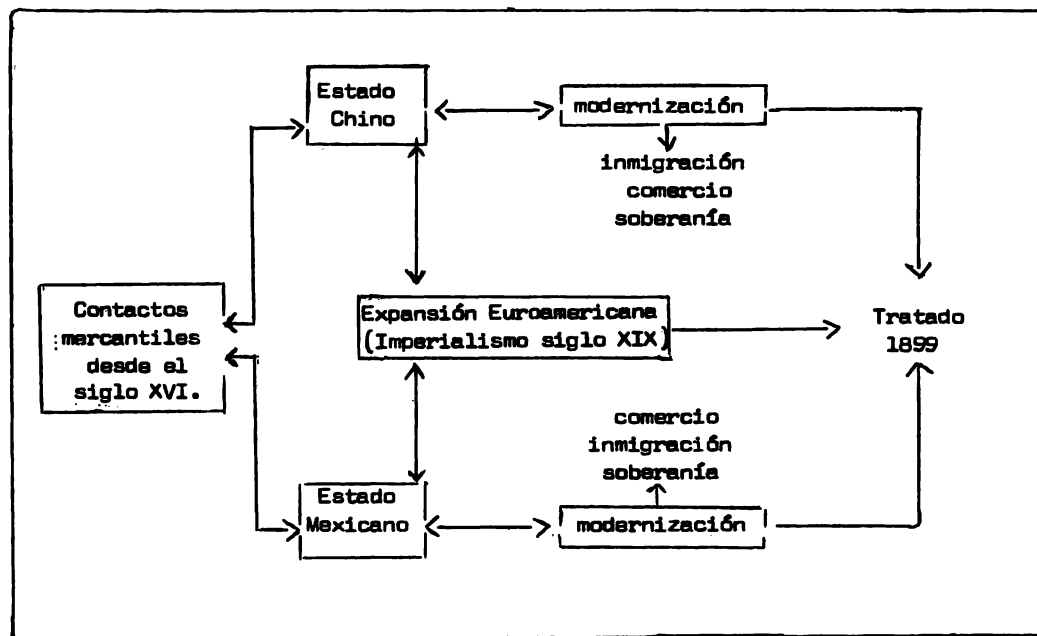 Estado
Chino
modernización
inmigración
comercio
soberanía
Contactos
mercantiles
desde el
siglo XVI.
Expansión Euroamericana
(Imperialismo siglo XIX)
Tratado
1899
comercio
inmigración
soberanía
Estado
Mexicano
modernización